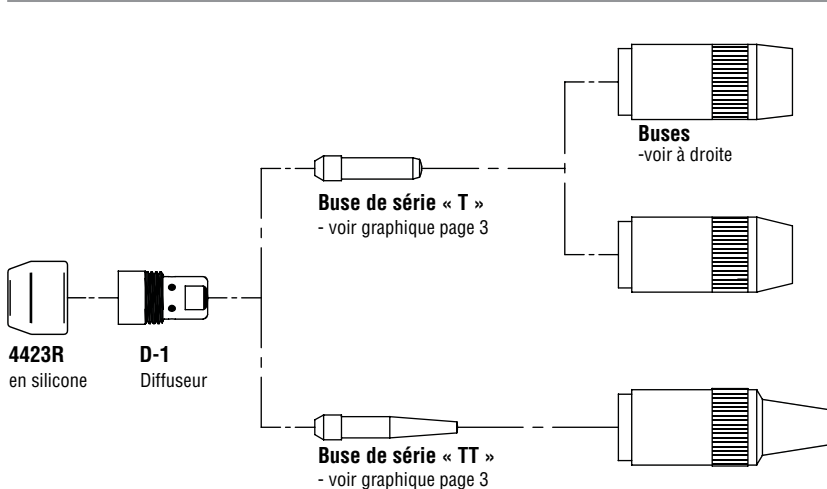 Buses
-voir à droite
Buse de série « T »
- voir graphique page 3
4423R
en silicone
D-1
Diffuseur
Buse de série « TT »
- voir graphique page 3